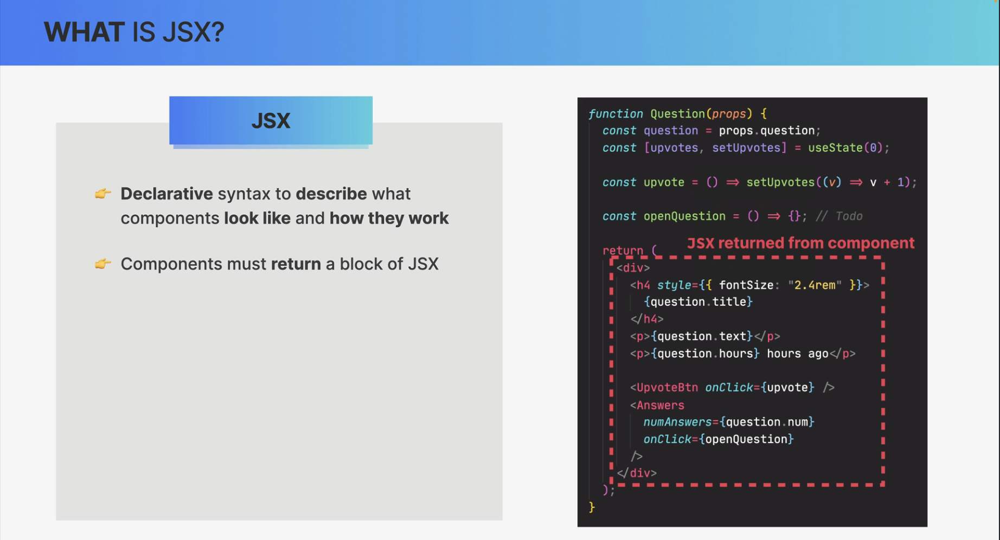 WHAT IS JSX?
JSX
👉 Declarative syntax to describe what
components look like and how they work
👉 Components must return a block of JSX
function Question(props) {
const question = props.question;
const [upvotes, setUpvotes] = useState(0);
const upvote = () => setUpvotes((v) => v + 1);
const openQuestion = () => {}; // Todo
JSX returned from component
return (
<div>
<h4 style={{ fontSize: "2.4rem" }}>
{question.title}
</h4>
<p>{question.text}</p>
<p>{question.hours} hours ago</p>
<UpvoteBtn onClick={upvote} />
<Answers
numAnswers={question.num}
onClick={openQuestion}
/>
</div>
);
}